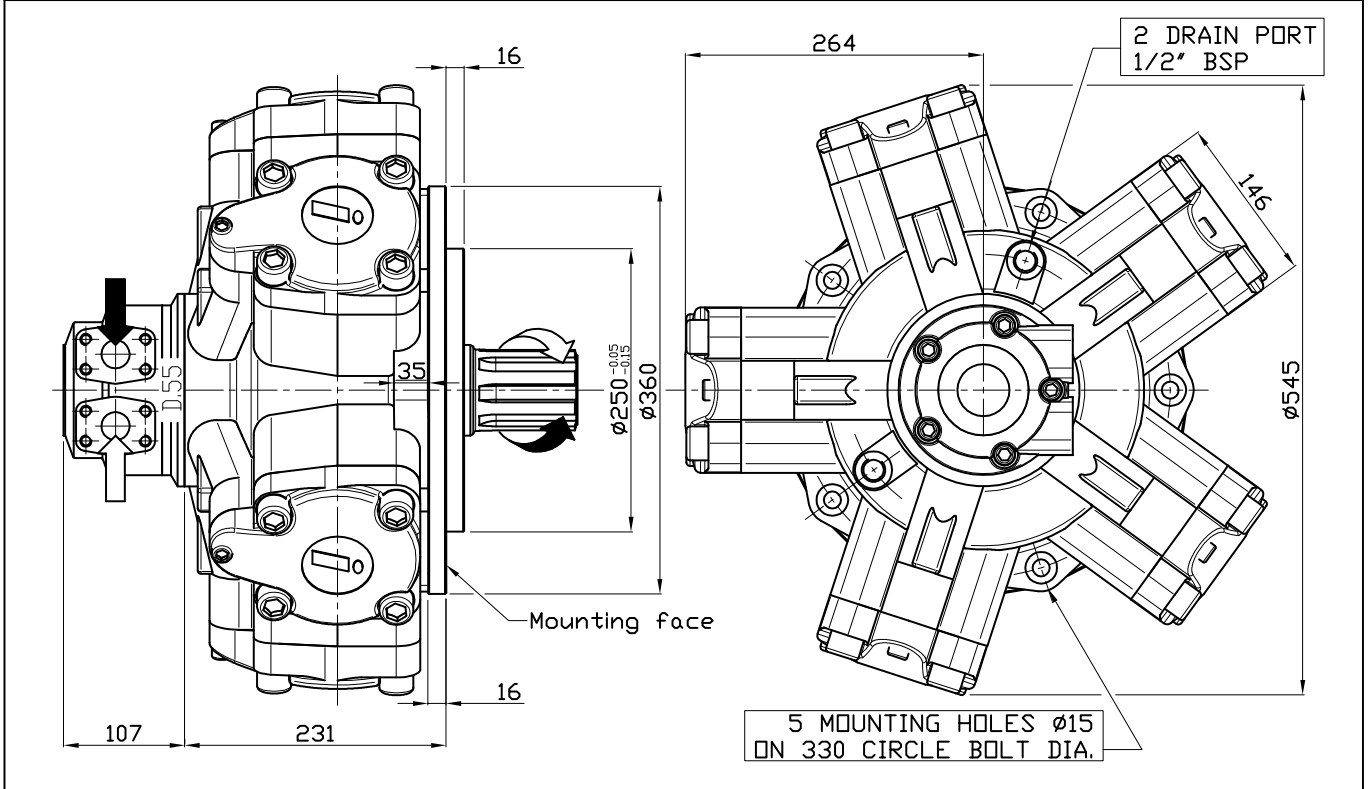 16
264
2 DRAIN PORT
1/2" BSP
146
35
D.55
Ø250 -0.05
-0.15
Ø360
Ø545
Mounting face
16
107
231
5 MOUNTING HOLES Ø15
ON 330 CIRCLE BOLT DIA.